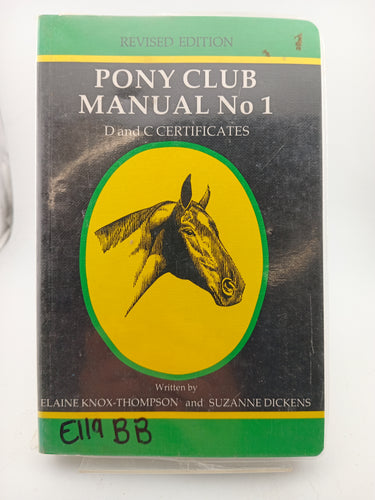 REVISED EDITION
PONY CLUB
MANUAL No 1
D and C CERTIFICATES
Written by
ELAINE KNOX-THOMPSON and SUZANNE DICKENS
E119 BB